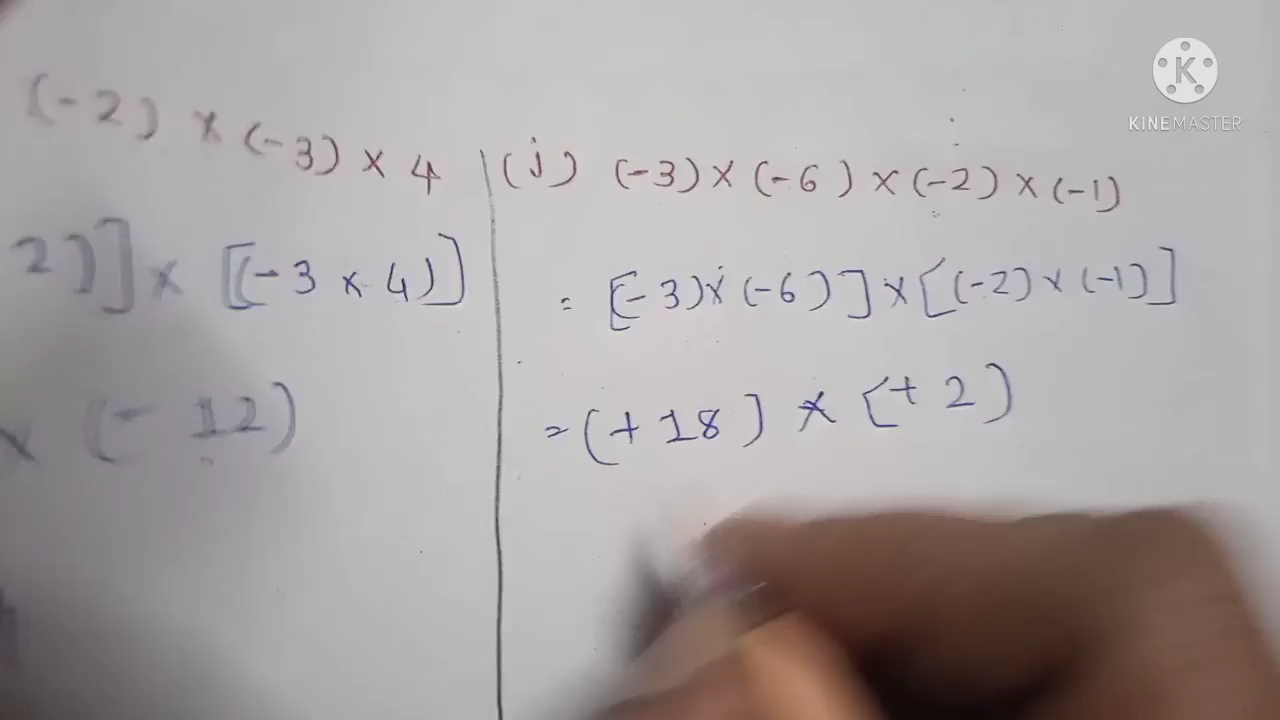 (-2) × (-3) × 4
2)] × [(-3 × 4)]
× (-12)
(j) (-3) × (-6) × (-2) × (-1)
= [-3) × (-6)] × [(-2) × (-1)]
= (+18) × (+2)
KINEMASTER